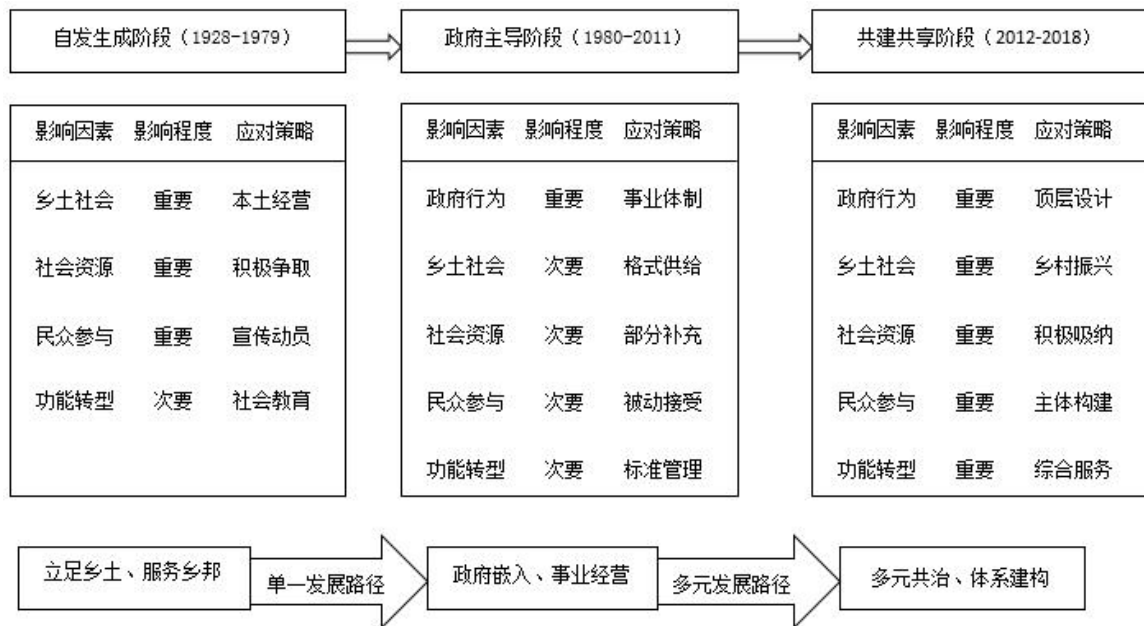 自发生成阶段（1928-1979）
政府主导阶段（1980-2011）
共建共享阶段（2012-2018）
影响因素 影响程度 应对策略
乡土社会 重要 本土经营
社会资源 重要 积极争取
民众参与 重要 宣传动员
功能转型 次要 社会教育
影响因素 影响程度 应对策略
政府行为 重要 事业体制
乡土社会 次要 格式供给
社会资源 次要 部分补充
民众参与 次要 被动接受
功能转型 次要 标准管理
影响因素 影响程度 应对策略
政府行为 重要 顶层设计
乡土社会 重要 乡村振兴
社会资源 重要 积极吸纳
民众参与 重要 主体构建
功能转型 重要 综合服务
立足乡土、服务乡邦
单一发展路径
政府嵌入、事业经营
多元发展路径
多元共治、体系建构